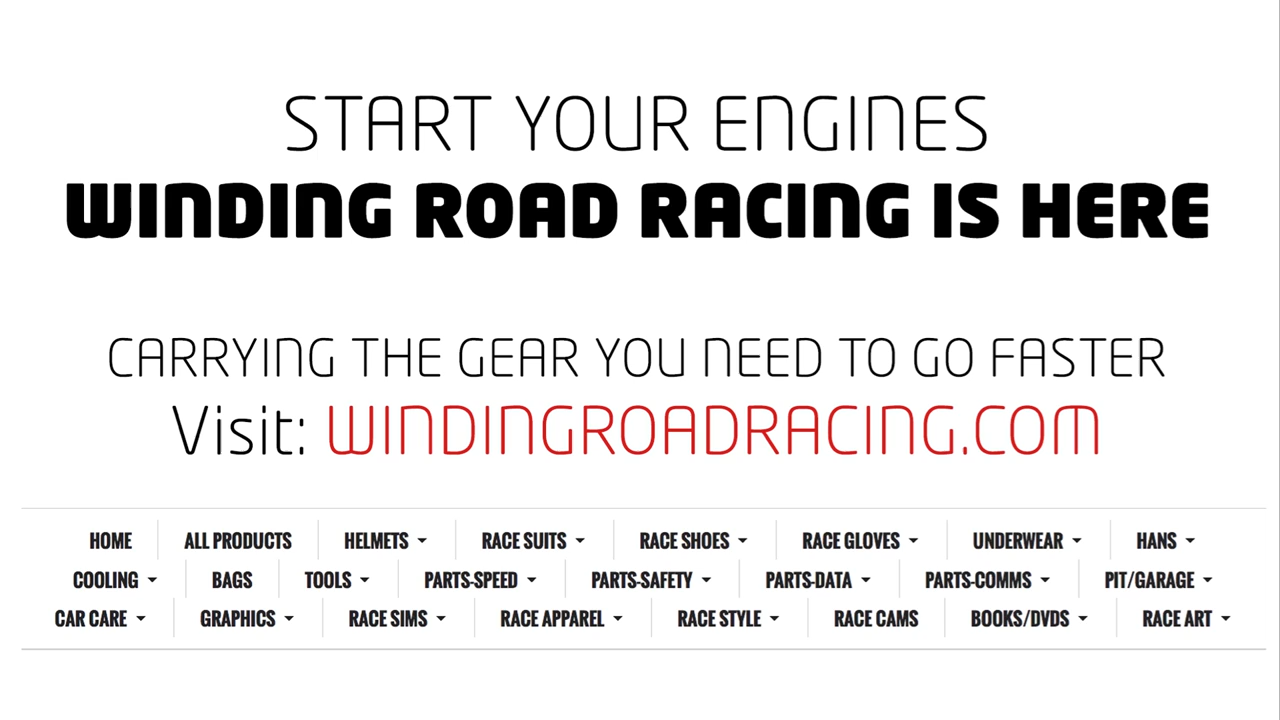 START YOUR ENGINES
WINDING ROAD RACING IS HERE
CARRYING THE GEAR YOU NEED TO GO FASTER
Visit: WINDINGROADRACING.COM
HOME ALL PRODUCTS HELMETS RACE SUITS RACE SHOES RACE GLOVES UNDERWEAR HANS
COOLING BAGS TOOLS PARTS-SPEED PARTS-SAFETY PARTS-DATA PARTS-COMMS PIT/GARAGE
CAR CARE GRAPHICS RACE SIMS RACE APPAREL RACE STYLE RACE CAMS BOOKS/DVDS RACE ART